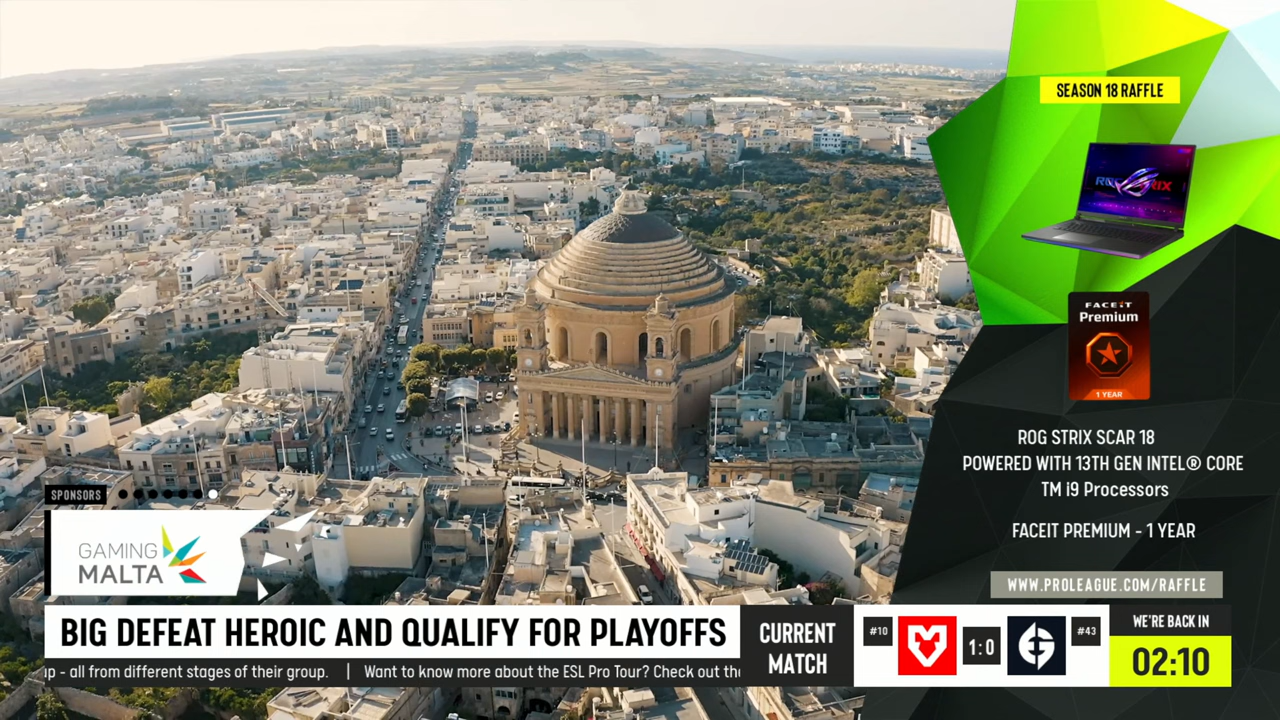 SEASON 18 RAFFLE
FACEIT
Premium
1 YEAR
ROG STRIX SCAR 18
POWERED WITH 13TH GEN INTEL® CORE
TM i9 Processors
FACEIT PREMIUM - 1 YEAR
WWW.PROLEAGUE.COM/RAFFLE
SPONSORS
GAMING
MALTA
BIG DEFEAT HEROIC AND QUALIFY FOR PLAYOFFS
up - all from different stages of their group. | Want to know more about the ESL Pro Tour? Check out the
CURRENT
MATCH
#10
1:0
#43
WE'RE BACK IN
02:10